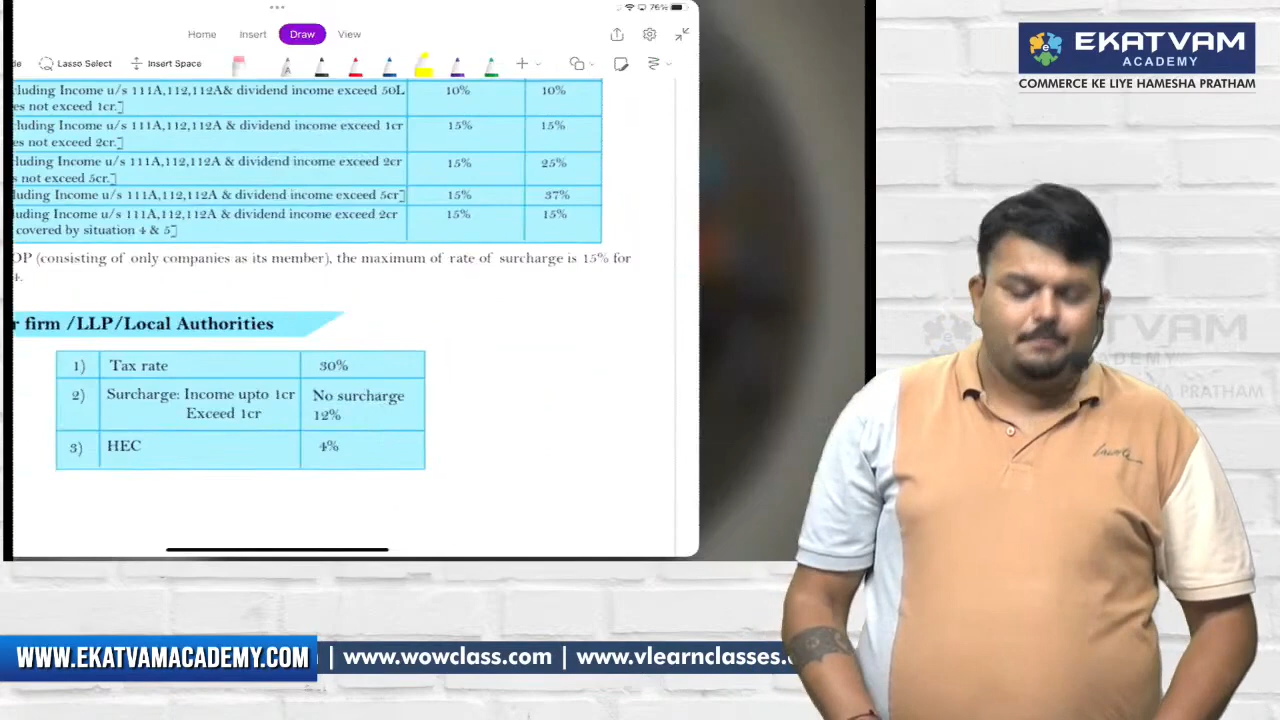 76%
Home Insert Draw View
de Lasso Select Insert Space
EKATVAM
ACADEMY
COMMERCE KE LIYE HAMESHA PRATHAM
cluding Income u/s 111A,112,112A& dividend income exceed 50L 10% 10%
es not exceed 1cr.]
cluding Income u/s 111A,112,112A & dividend income exceed 1cr 15% 15%
es not exceed 2cr.]
cluding Income u/s 111A,112,112A & dividend income exceed 2cr 15% 25%
s not exceed 5cr.]
luding Income u/s 111A,112,112A & dividend income exceed 5cr] 15% 37%
luding Income u/s 111A,112,112A & dividend income exceed 2cr 15% 15%
covered by situation 4 & 5]
OP (consisting of only companies as its member), the maximum of rate of surcharge is 15% for
4.
r firm /LLP/Local Authorities
1) Tax rate 30%
2) Surcharge: Income upto 1cr No surcharge
Exceed 1cr 12%
3) HEC 4%
ATVAM
ADEMY
PRATHAM
WWW.EKATVAMACADEMY.COM | www.wowclass.com | www.vlearnclasses.c